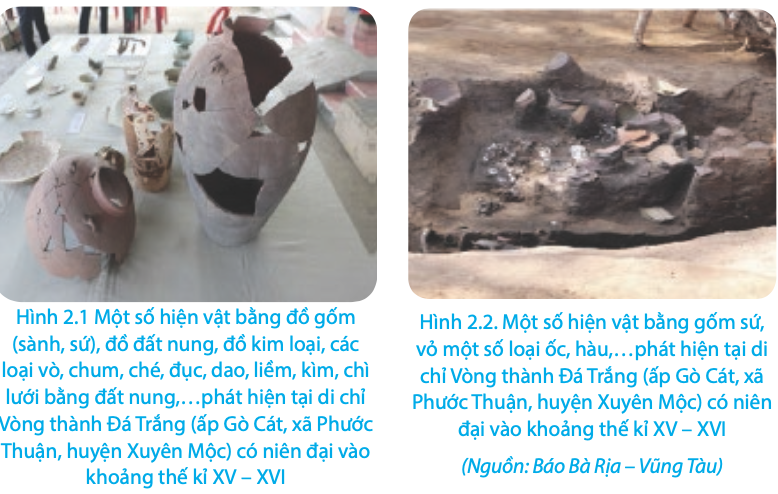 Hình 2.1 Một số hiện vật bằng đồ gốm
(sành, sứ), đồ đất nung, đồ kim loại, các
loại vò, chum, ché, đục, dao, liềm, kìm, chì
lưới bằng đất nung,…phát hiện tại di chỉ
Vòng thành Đá Trắng (ấp Gò Cát, xã Phước
Thuận, huyện Xuyên Mộc) có niên đại vào
khoảng thế kỉ XV – XVI
Hình 2.2. Một số hiện vật bằng gốm sứ,
vỏ một số loại ốc, hàu,…phát hiện tại di
chỉ Vòng thành Đá Trắng (ấp Gò Cát, xã
Phước Thuận, huyện Xuyên Mộc) có niên
đại vào khoảng thế kỉ XV – XVI
(Nguồn: Báo Bà Rịa – Vũng Tàu)